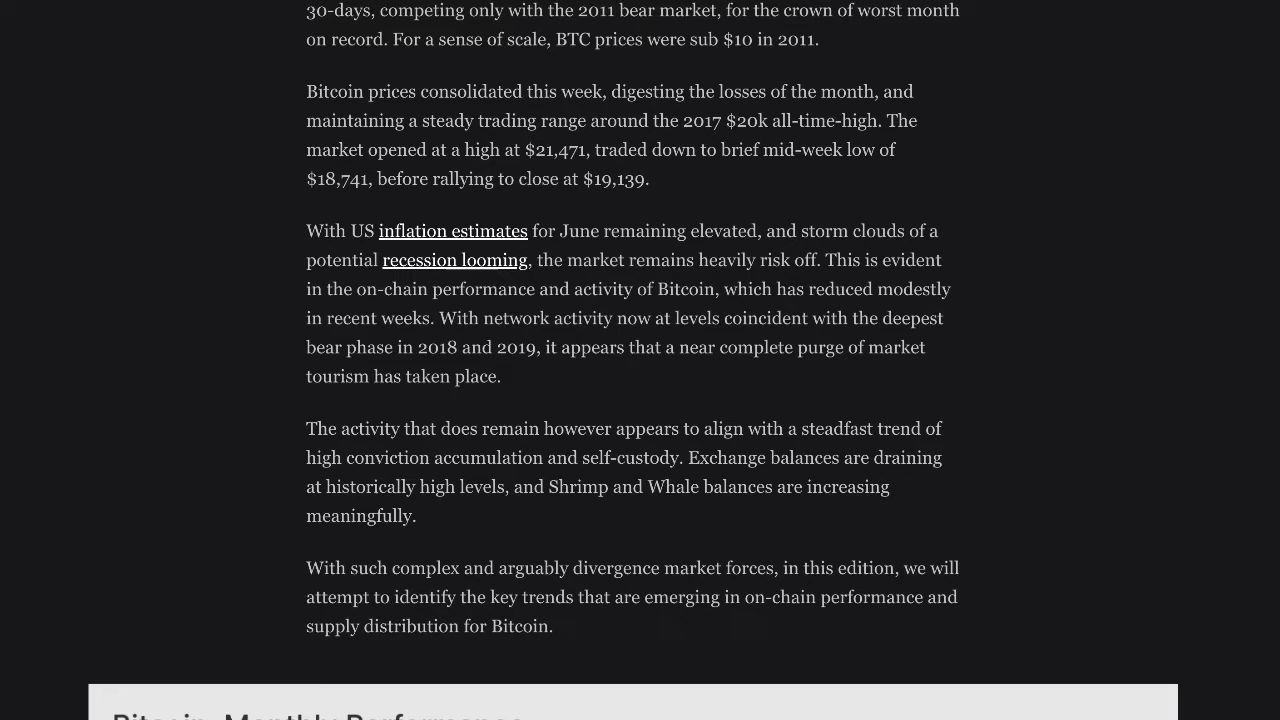 30-days, competing only with the 2011 bear market, for the crown of worst month
on record. For a sense of scale, BTC prices were sub $10 in 2011.
Bitcoin prices consolidated this week, digesting the losses of the month, and
maintaining a steady trading range around the 2017 $20k all-time-high. The
market opened at a high at $21,471, traded down to brief mid-week low of
$18,741, before rallying to close at $19,139.
With US inflation estimates for June remaining elevated, and storm clouds of a
potential recession looming, the market remains heavily risk off. This is evident
in the on-chain performance and activity of Bitcoin, which has reduced modestly
in recent weeks. With network activity now at levels coincident with the deepest
bear phase in 2018 and 2019, it appears that a near complete purge of market
tourism has taken place.
The activity that does remain however appears to align with a steadfast trend of
high conviction accumulation and self-custody. Exchange balances are draining
at historically high levels, and Shrimp and Whale balances are increasing
meaningfully.
With such complex and arguably divergence market forces, in this edition, we will
attempt to identify the key trends that are emerging in on-chain performance and
supply distribution for Bitcoin.
Bitcoin Monthly Performance